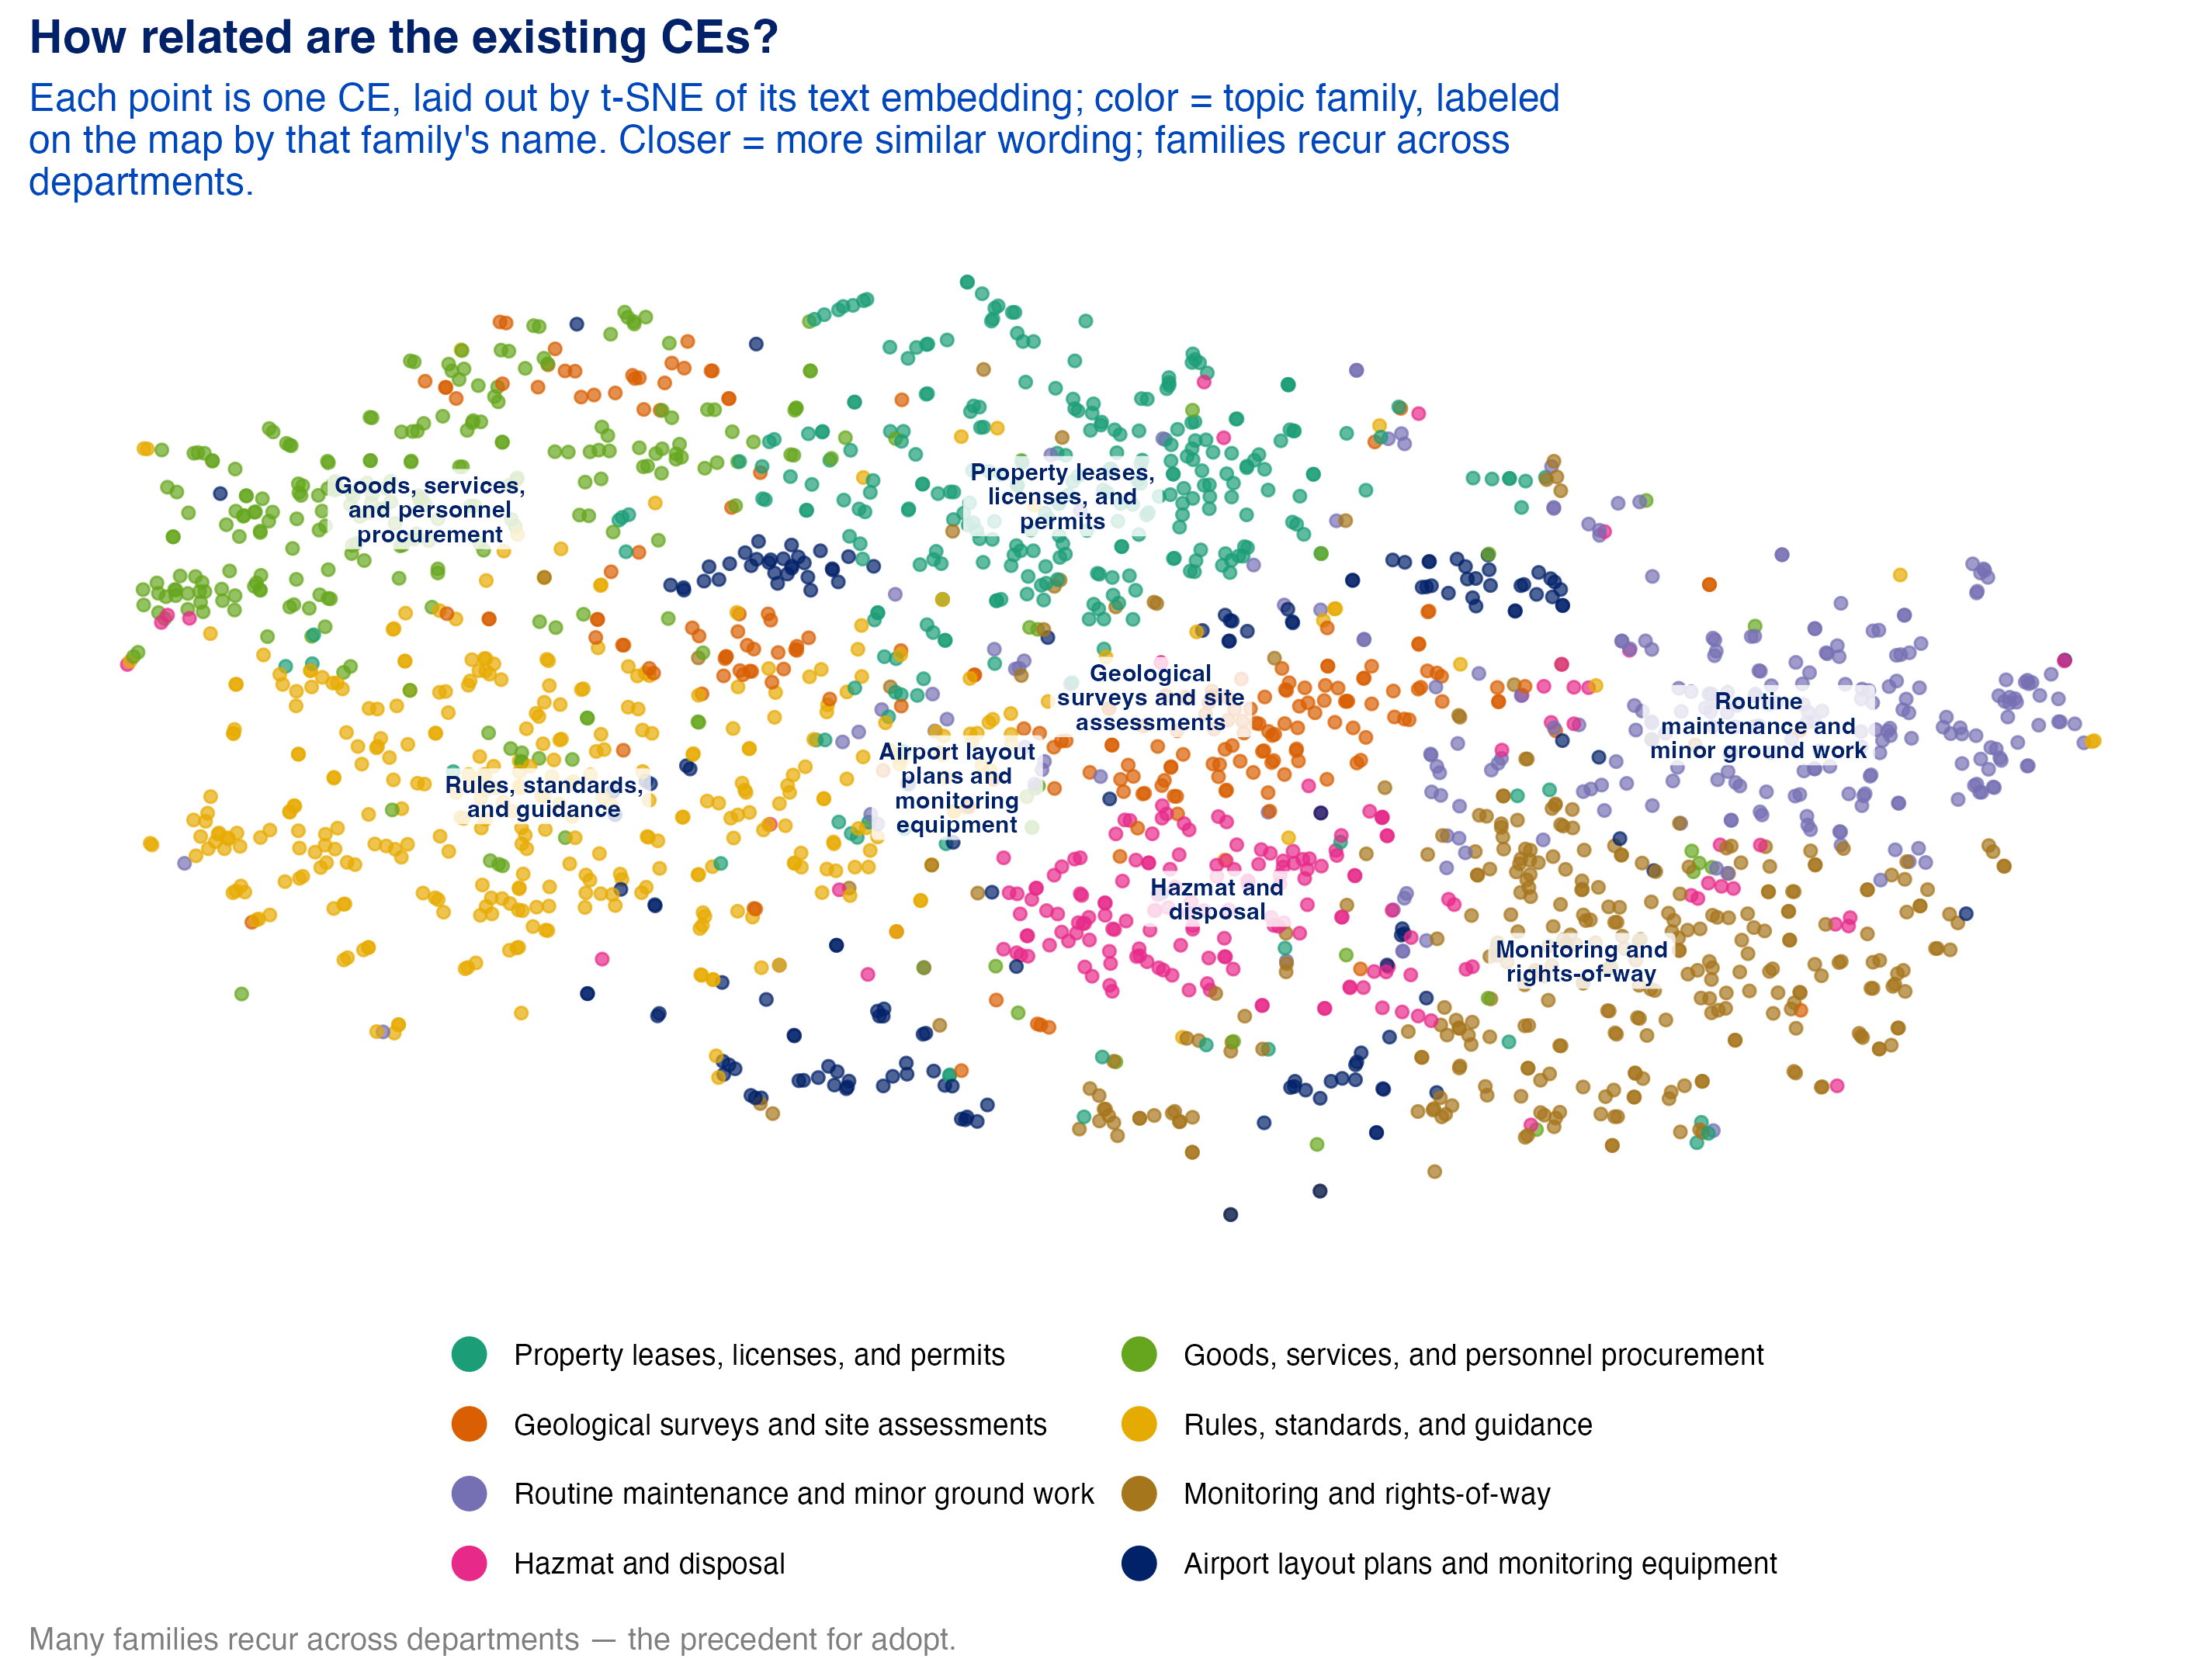 How related are the existing CEs?
Each point is one CE, laid out by t-SNE of its text embedding; color = topic family, labeled
on the map by that family's name. Closer = more similar wording; families recur across
departments.
Goods, services,
and personnel
procurement
Property leases,
licenses, and
permits
Geological
surveys and site
assessments
Routine
maintenance and
minor ground work
Airport layout
plans and
monitoring
equipment
Rules, standards,
and guidance
Hazmat and
disposal
Monitoring and
rights-of-way
Property leases, licenses, and permits
Goods, services, and personnel procurement
Geological surveys and site assessments
Rules, standards, and guidance
Routine maintenance and minor ground work
Monitoring and rights-of-way
Hazmat and disposal
Airport layout plans and monitoring equipment
Many families recur across departments — the precedent for adopt.